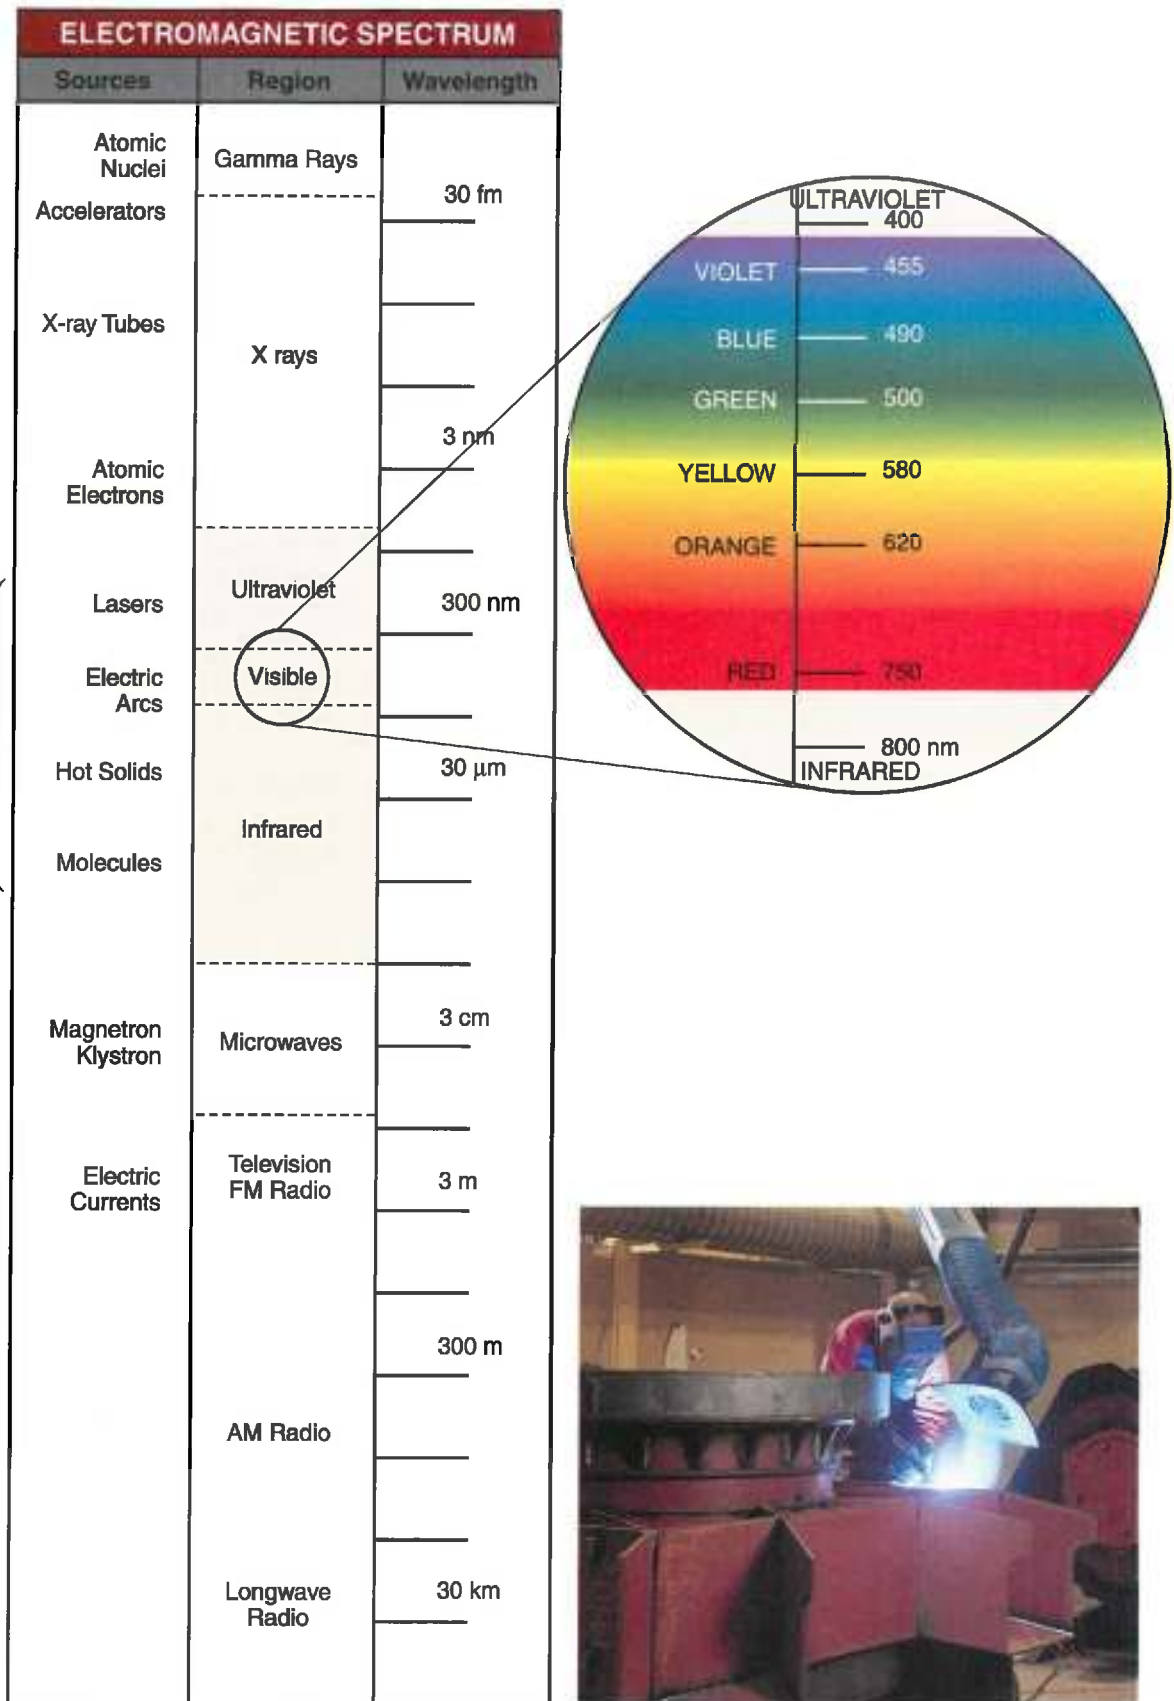 ELECTROMAGNETIC SPECTRUM
Sources Region Wavelength
Atomic
Nuclei
Gamma Rays
30 fm
Accelerators
X-ray Tubes
X rays
3 nm
Atomic
Electrons
Ultraviolet
Lasers
300 nm
Electric
Arcs
Visible
Hot Solids
30 μm
Infrared
Molecules
3 cm
Magnetron
Klystron
Microwaves
Television
FM Radio
Electric
Currents
3 m
300 m
AM Radio
Longwave
Radio
30 km
ULTRAVIOLET
400
VIOLET 455
BLUE 490
GREEN 500
YELLOW 580
ORANGE 620
RED 750
800 nm
INFRARED